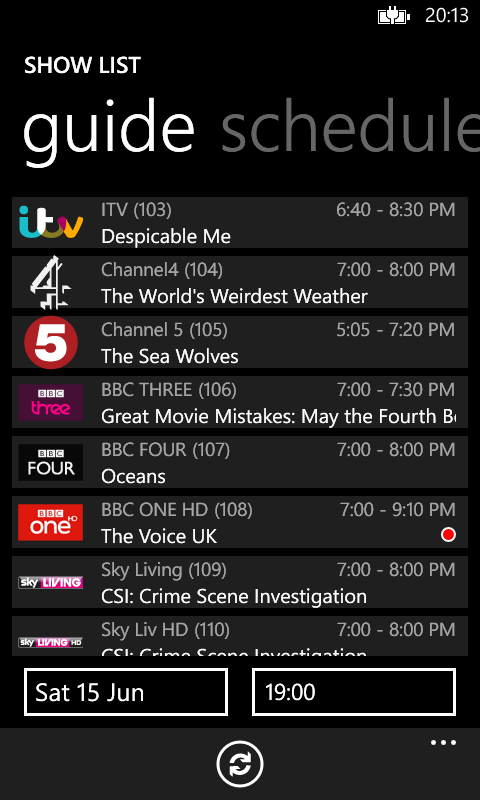 20:13
SHOW LIST
guide schedule
itv ITV (103) 6:40 - 8:30 PM
Despicable Me
4 Channel4 (104) 7:00 - 8:00 PM
The World's Weirdest Weather
5 Channel 5 (105) 5:05 - 7:20 PM
The Sea Wolves
BBC three BBC THREE (106) 7:00 - 7:30 PM
Great Movie Mistakes: May the Fourth Be
BBC FOUR BBC FOUR (107) 7:00 - 8:00 PM
Oceans
BBC one HD BBC ONE HD (108) 7:00 - 9:10 PM
The Voice UK
sky LIVING Sky Living (109) 7:00 - 8:00 PM
CSI: Crime Scene Investigation
sky LIVING HD Sky Liv HD (110) 7:00 - 8:00 PM
CSI: Crime Scene Investigation
Sat 15 Jun 19:00